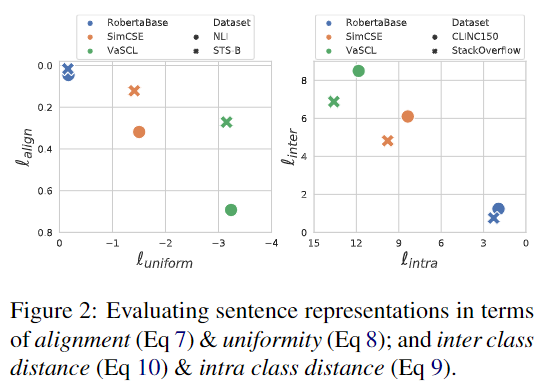 RobertaBase
SimCSE
VaSCL
Dataset
NLI
STS-B
0.0
0.2
0.4
0.6
0.8
ℓalign
0 −1 −2 −3 −4
ℓuniform
RobertaBase
SimCSE
VaSCL
Dataset
CLINC150
StackOverflow
8
6
4
2
0
ℓinter
15 12 9 6 3 0
ℓintra
Figure 2: Evaluating sentence representations in terms
of alignment (Eq 7) & uniformity (Eq 8); and inter class
distance (Eq 10) & intra class distance (Eq 9).